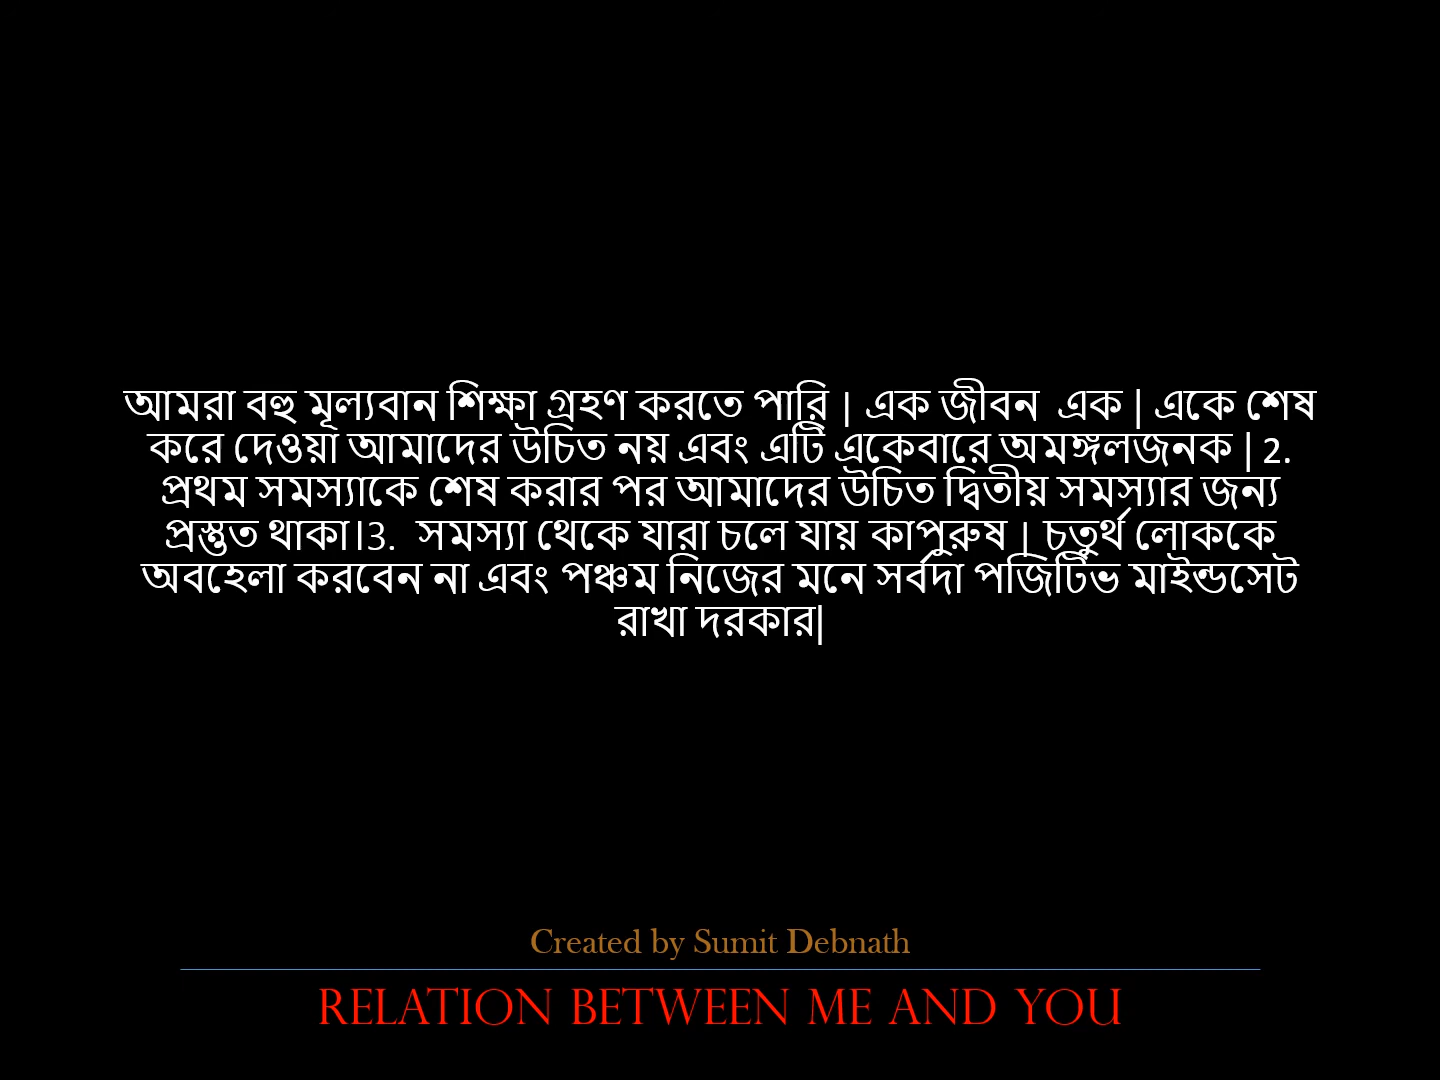 আমরা বহু মূল্যবান শিক্ষা গ্রহণ করতে পারি | এক জীবন  এক | একে শেষ
করে দেওয়া আমাদের উচিত নয় এবং এটি একেবারে অমঙ্গলজনক | 2.
প্রথম সমস্যাকে শেষ করার পর আমাদের উচিত দ্বিতীয় সমস্যার জন্য
প্রস্তুত থাকা।3.  সমস্যা থেকে যারা চলে যায় কাপুরুষ | চতুর্থ লোককে
অবহেলা করবেন না এবং পঞ্চম নিজের মনে সর্বদা পজিটিভ মাইন্ডসেট
রাখা দরকার|
Created by Sumit Debnath
RELATION BETWEEN ME AND YOU